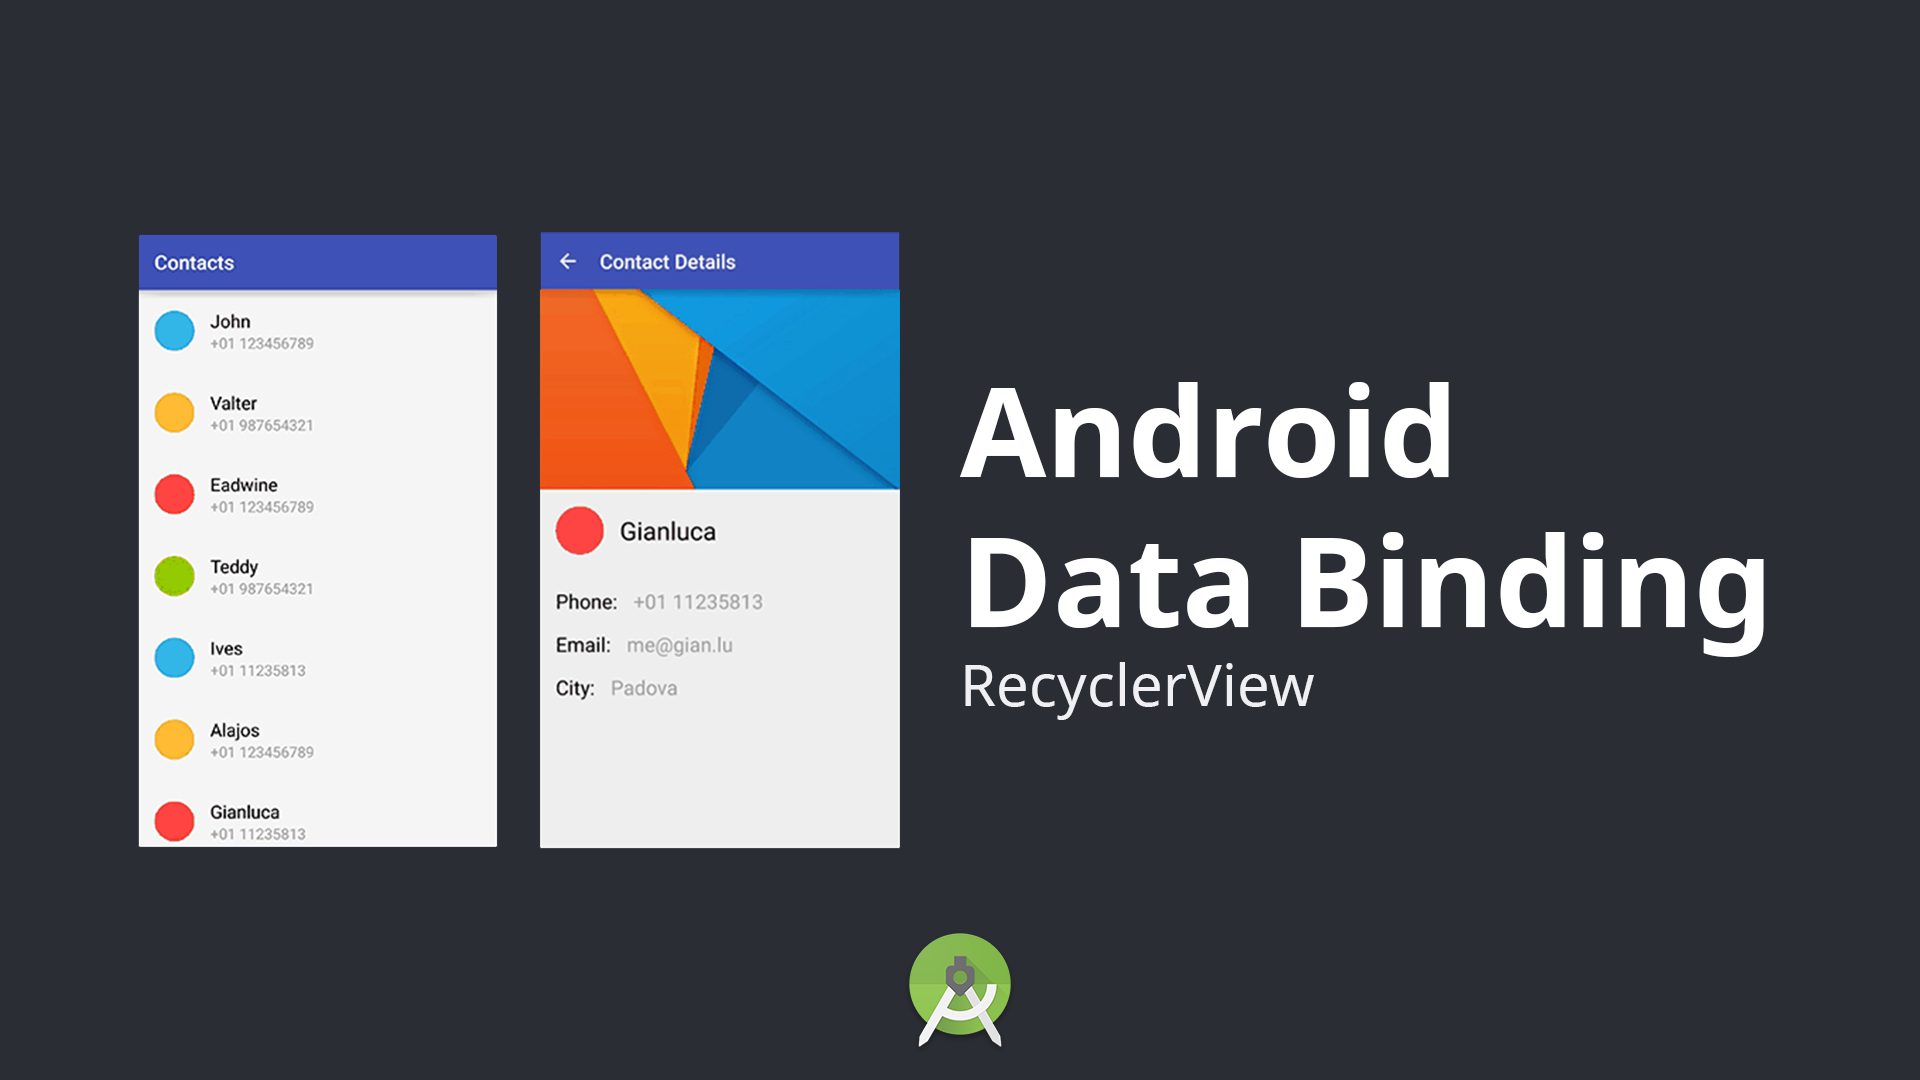 Contacts
John
+01 123456789
Valter
+01 987654321
Eadwine
+01 123456789
Teddy
+01 987654321
Ives
+01 11235813
Alajos
+01 123456789
Gianluca
+01 11235813
Contact Details
Gianluca
Phone: +01 11235813
Email: me@gian.lu
City: Padova
Android
Data Binding
RecyclerView